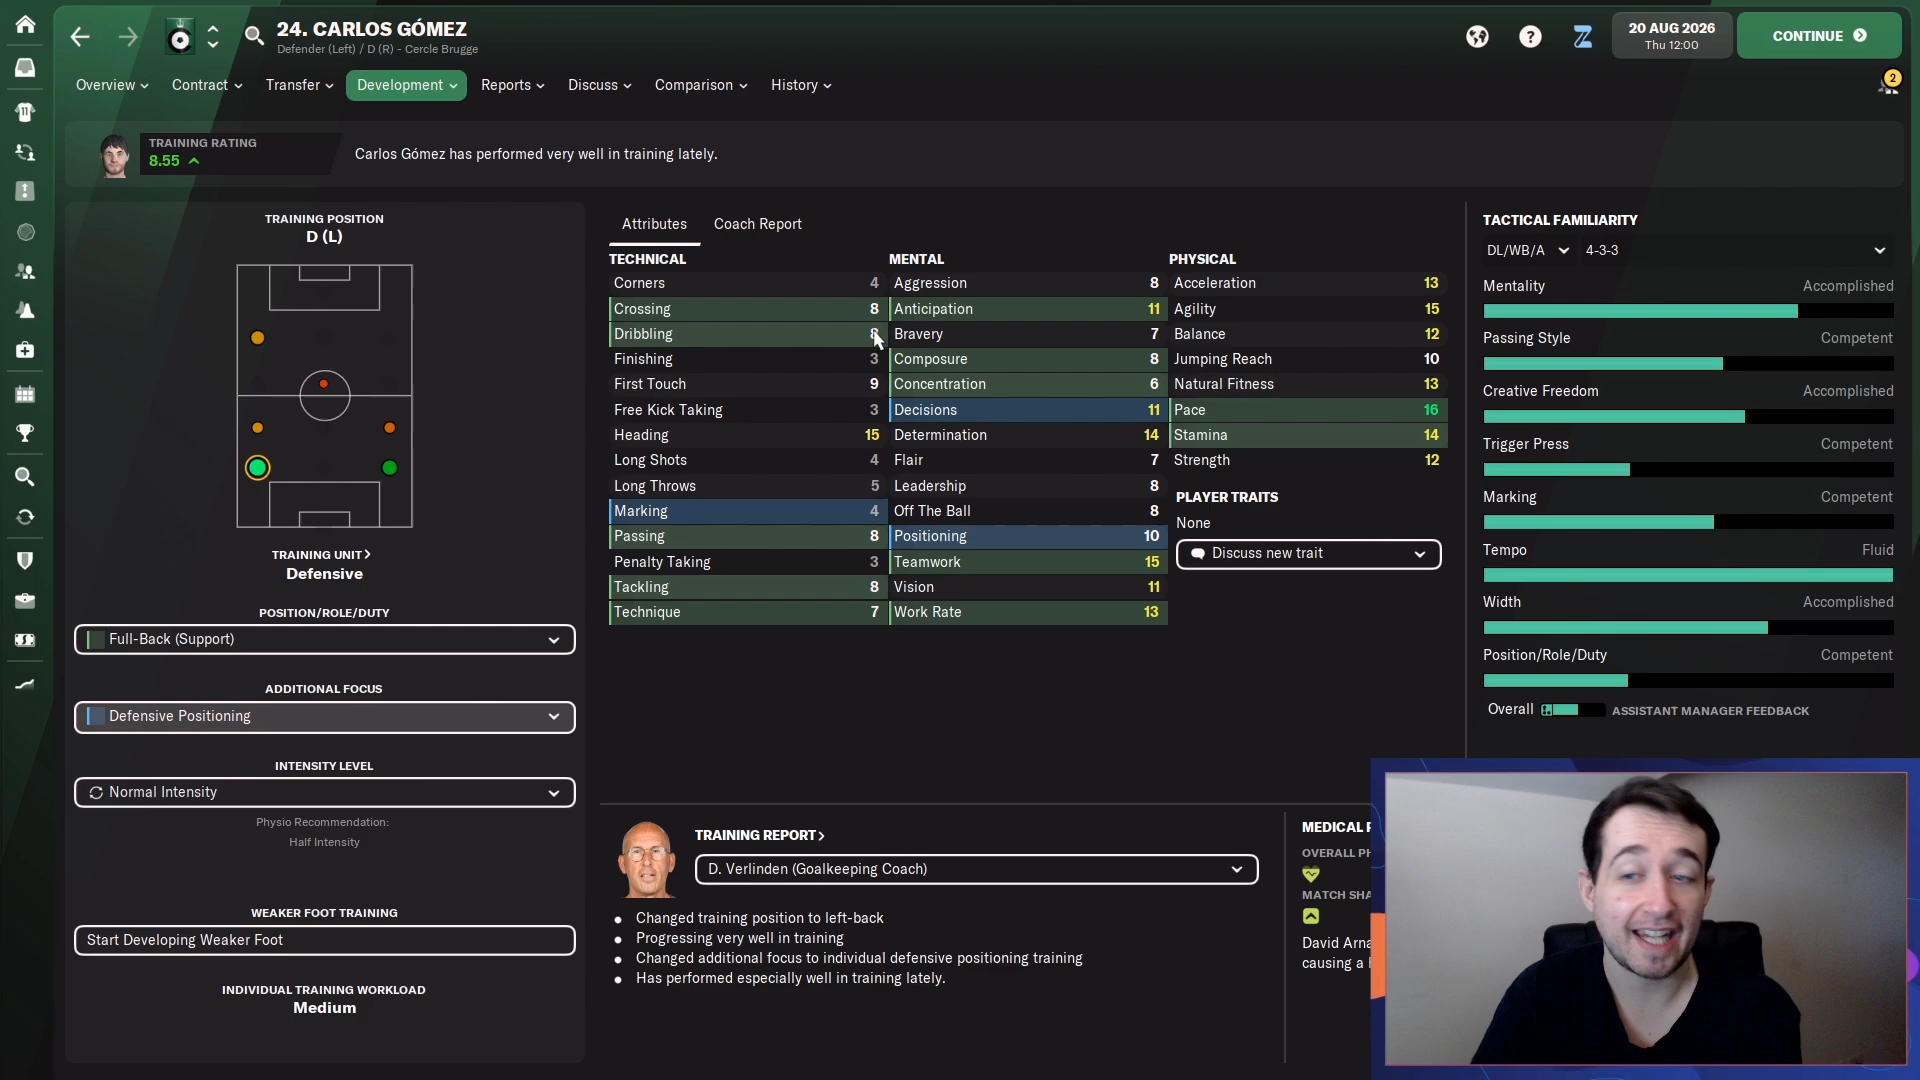 24. CARLOS GÓMEZ
Defender (Left) / D (R) - Cercle Brugge
20 AUG 2026
Thu 12:00
CONTINUE
Overview
Contract
Transfer
Development
Reports
Discuss
Comparison
History
2
TRAINING RATING
8.55
Carlos Gómez has performed very well in training lately.
TRAINING POSITION
D (L)
TRAINING UNIT>
Defensive
POSITION/ROLE/DUTY
Full-Back (Support)
ADDITIONAL FOCUS
Defensive Positioning
INTENSITY LEVEL
Normal Intensity
Physio Recommendation:
Half Intensity
WEAKER FOOT TRAINING
Start Developing Weaker Foot
INDIVIDUAL TRAINING WORKLOAD
Medium
Attributes
Coach Report
TECHNICAL
Corners 4
Crossing 8
Dribbling
Finishing 3
First Touch 9
Free Kick Taking 3
Heading 15
Long Shots 4
Long Throws 5
Marking 4
Passing 8
Penalty Taking 3
Tackling 8
Technique 7
MENTAL
Aggression 8
Anticipation 11
Bravery 7
Composure 8
Concentration 6
Decisions 11
Determination 14
Flair 7
Leadership 8
Off The Ball 8
Positioning 10
Teamwork 15
Vision 11
Work Rate 13
PHYSICAL
Acceleration 13
Agility 15
Balance 12
Jumping Reach 10
Natural Fitness 13
Pace 16
Stamina 14
Strength 12
PLAYER TRAITS
None
Discuss new trait
TACTICAL FAMILIARITY
DL/WB/A
4-3-3
Mentality Accomplished
Passing Style Competent
Creative Freedom Accomplished
Trigger Press Competent
Marking Competent
Tempo Fluid
Width Accomplished
Position/Role/Duty Competent
Overall
ASSISTANT MANAGER FEEDBACK
TRAINING REPORT>
D. Verlinden (Goalkeeping Coach)
Changed training position to left-back
Progressing very well in training
Changed additional focus to individual defensive positioning training
Has performed especially well in training lately.
MEDICAL
OVERALL
MATCH
David
causing a